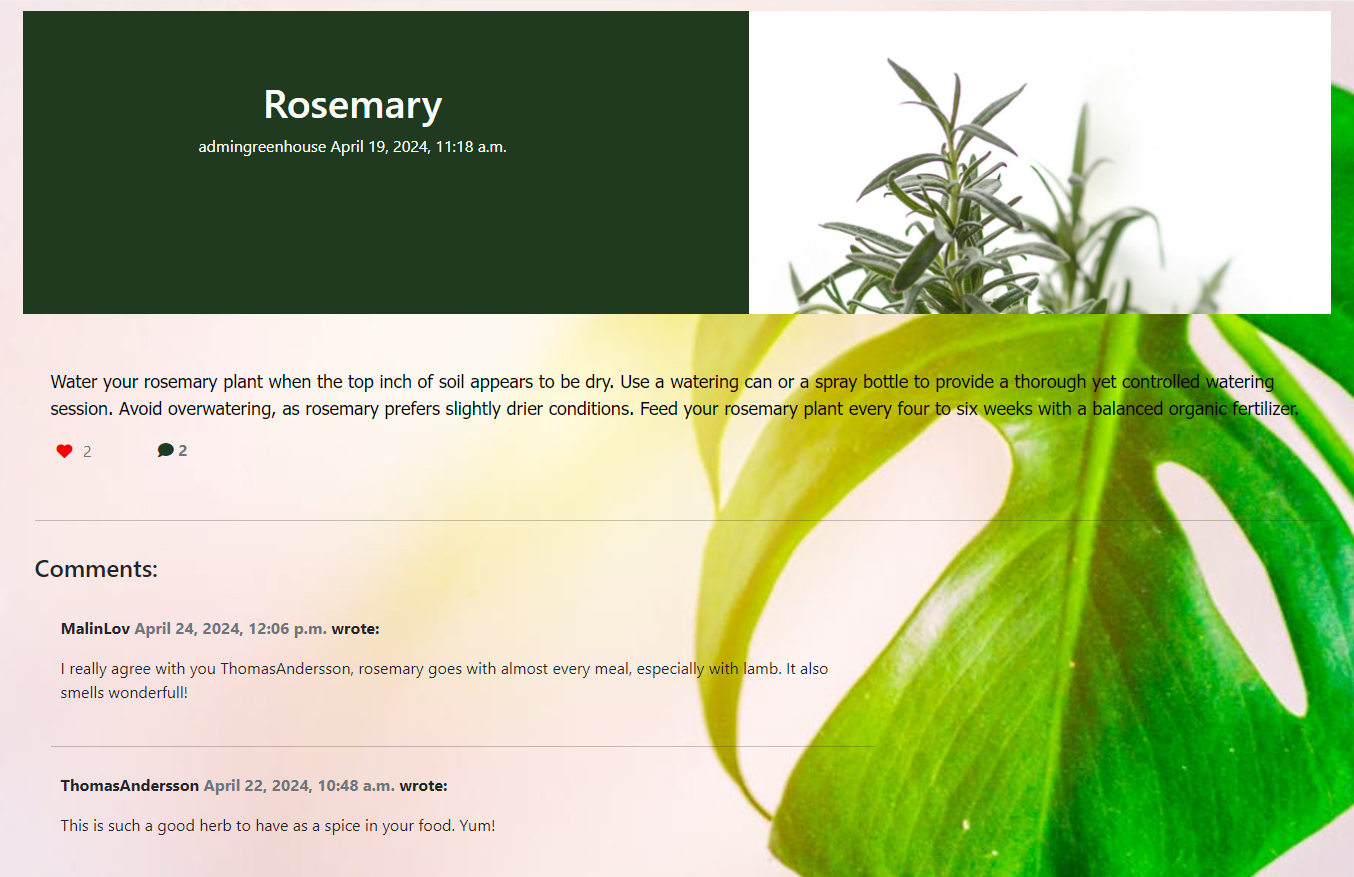 Rosemary
admingreenhouse April 19, 2024, 11:18 a.m.
Water your rosemary plant when the top inch of soil appears to be dry. Use a watering can or a spray bottle to provide a thorough yet controlled watering
session. Avoid overwatering, as rosemary prefers slightly drier conditions. Feed your rosemary plant every four to six weeks with a balanced organic fertilizer.
2 2
Comments:
MalinLov April 24, 2024, 12:06 p.m. wrote:
I really agree with you ThomasAndersson, rosemary goes with almost every meal, especially with lamb. It also
smells wonderfull!
ThomasAndersson April 22, 2024, 10:48 a.m. wrote:
This is such a good herb to have as a spice in your food. Yum!